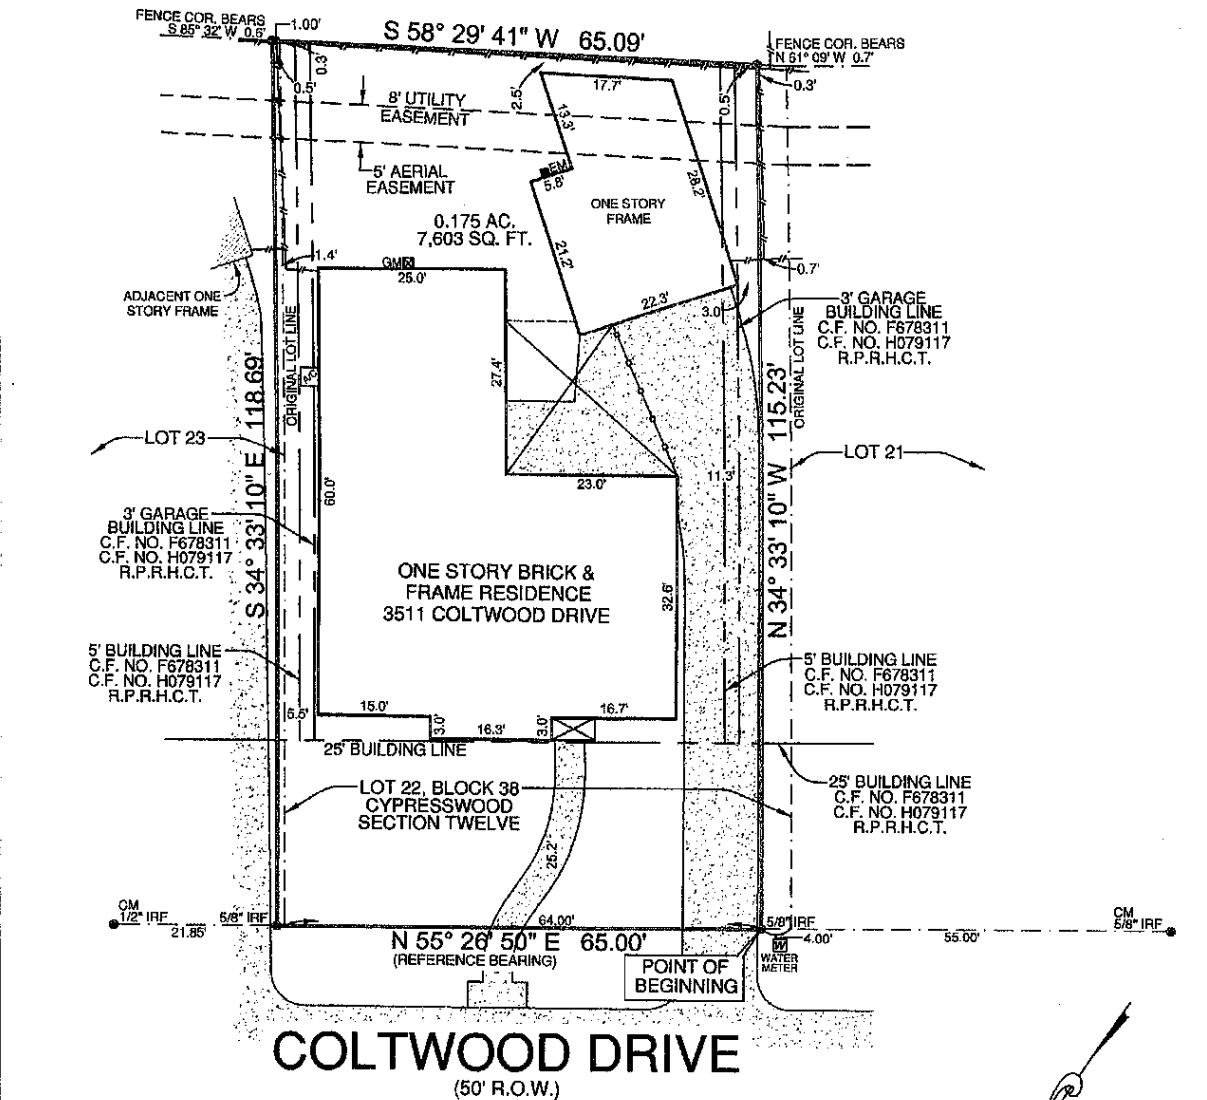 FENCE COR. BEARS
S 85° 32' W 0.6'
1.00'
S 58° 29' 41" W 65.09'
FENCE COR. BEARS
N 61° 09' W 0.7'
0.3'
0.5'
2.5'
17.7'
0.5'
0.3'
8' UTILITY
EASEMENT
13.3'
5' AERIAL
EASEMENT
EM
5.8'
28.2'
ONE STORY
FRAME
0.175 AC.
7,603 SQ. FT.
21.2'
1.4'
GM
25.0'
0.7'
ADJACENT ONE
STORY FRAME
22.3'
3.0'
3' GARAGE
BUILDING LINE
C.F. NO. F678311
C.F. NO. H079117
R.P.R.H.C.T.
ORIGINAL LOT LINE
ORIGINAL LOT LINE
A/C
27.4'
S 34° 33' 10" E 118.69'
N 34° 33' 10" W 115.23'
LOT 23
LOT 21
60.0'
23.0'
11.3'
3' GARAGE
BUILDING LINE
C.F. NO. F678311
C.F. NO. H079117
R.P.R.H.C.T.
ONE STORY BRICK &
FRAME RESIDENCE
3511 COLTWOOD DRIVE
32.6'
5' BUILDING LINE
C.F. NO. F678311
C.F. NO. H079117
R.P.R.H.C.T.
5' BUILDING LINE
C.F. NO. F678311
C.F. NO. H079117
R.P.R.H.C.T.
5.5'
15.0'
3.0'
16.3'
3.0'
16.7'
25' BUILDING LINE
LOT 22, BLOCK 38
CYPRESSWOOD
SECTION TWELVE
25' BUILDING LINE
C.F. NO. F678311
C.F. NO. H079117
R.P.R.H.C.T.
25.2'
CM
1/2" IRF
21.85'
5/8" IRF
64.00'
5/8" IRF
CM
5/8" IRF
N 55° 26' 50" E 65.00'
(REFERENCE BEARING)
4.00'
55.00'
W
WATER
METER
POINT OF
BEGINNING
COLTWOOD DRIVE
(50' R.O.W.)